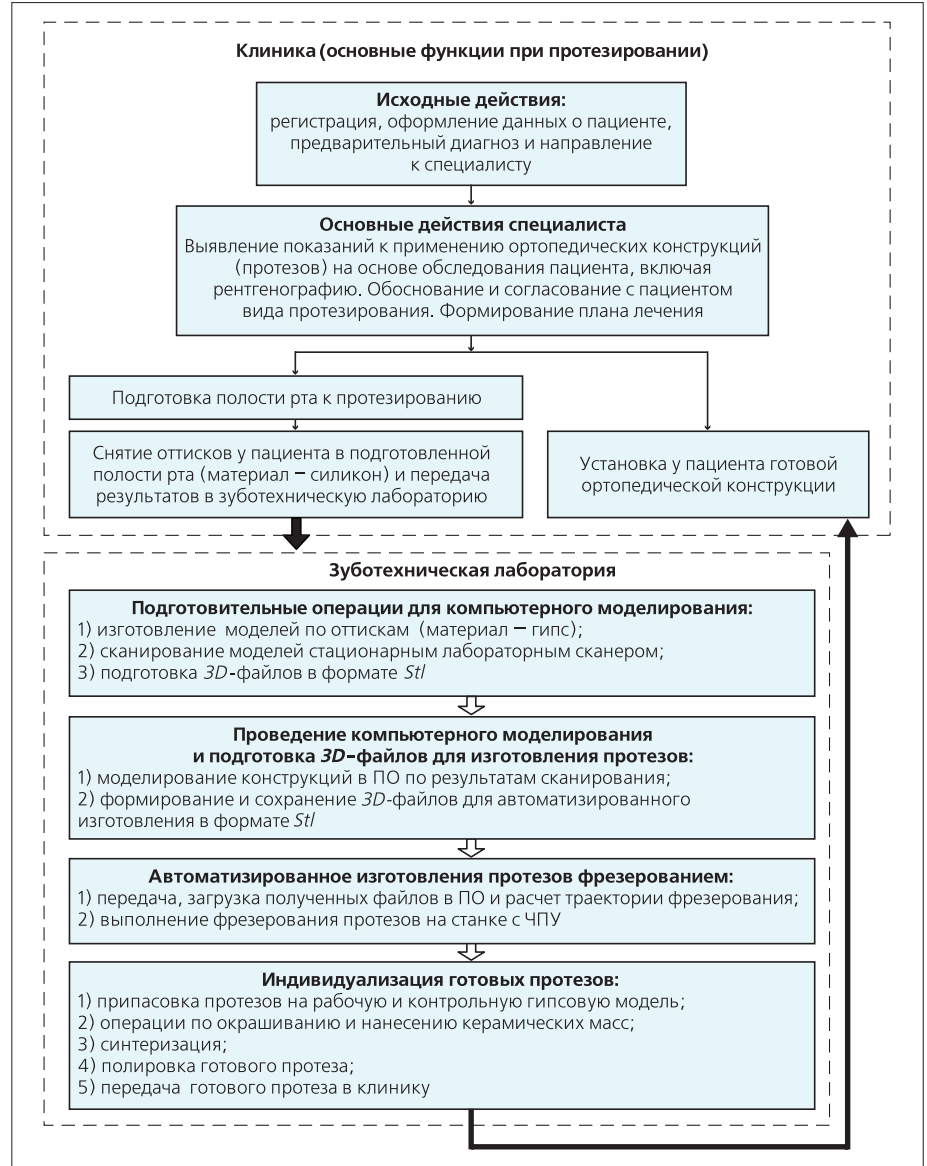 Клиника (основные функции при протезировании)
Исходные действия:
регистрация, оформление данных о пациенте,
предварительный диагноз и направление
к специалисту
Основные действия специалиста
Выявление показаний к применению ортопедических конструкций
(протезов) на основе обследования пациента, включая
рентгенографию. Обоснование и согласование с пациентом
вида протезирования. Формирование плана лечения
Подготовка полости рта к протезированию
Снятие оттисков у пациента в подготовленной
полости рта (материал – силикон) и передача
результатов в зуботехническую лабораторию
Установка у пациента готовой
ортопедической конструкции
Зуботехническая лаборатория
Подготовительные операции для компьютерного моделирования:
1) изготовление моделей по оттискам (материал – гипс);
2) сканирование моделей стационарным лабораторным сканером;
3) подготовка 3D-файлов в формате Stl
Проведение компьютерного моделирования
и подготовка 3D-файлов для изготовления протезов:
1) моделирование конструкций в ПО по результатам сканирования;
2) формирование и сохранение 3D-файлов для автоматизированного
изготовления в формате Stl
Автоматизированное изготовления протезов фрезерованием:
1) передача, загрузка полученных файлов в ПО и расчет траектории фрезерования;
2) выполнение фрезерования протезов на станке с ЧПУ
Индивидуализация готовых протезов:
1) припасовка протезов на рабочую и контрольную гипсовую модель;
2) операции по окрашиванию и нанесению керамических масс;
3) синтеризация;
4) полировка готового протеза;
5) передача готового протеза в клинику